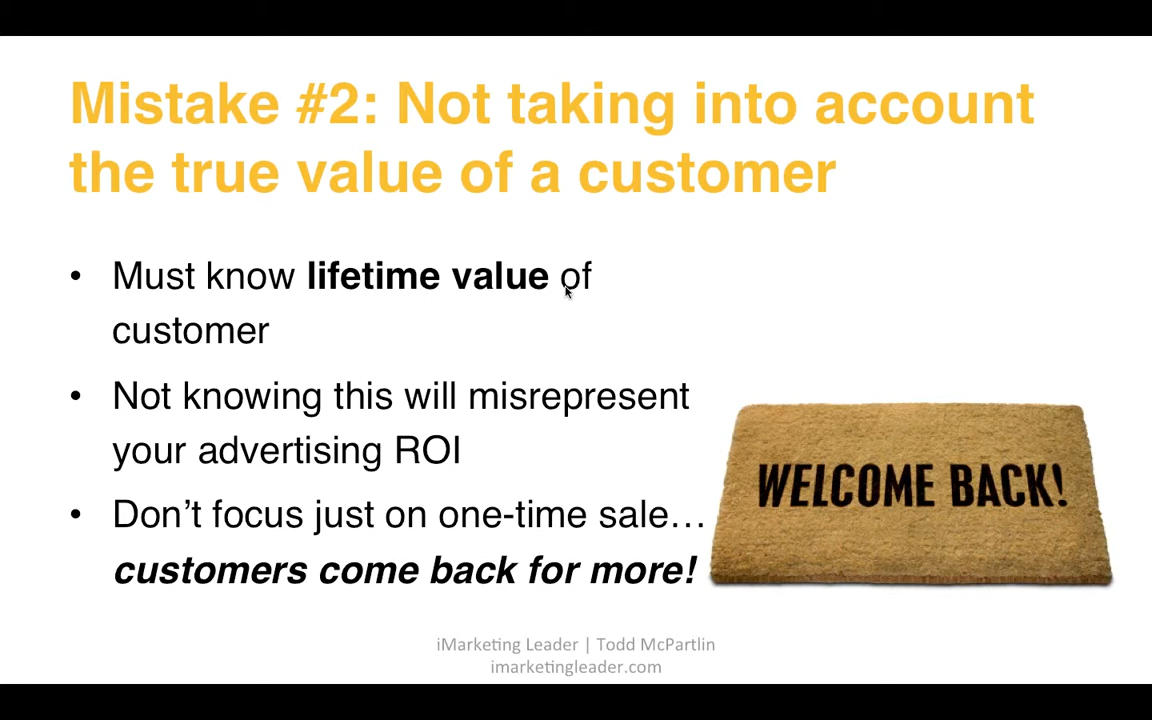 Mistake #2: Not taking into account
the true value of a customer
• Must know lifetime value of
customer
• Not knowing this will misrepresent
your advertising ROI
• Don’t focus just on one-time sale…
customers come back for more!
WELCOME BACK!
iMarketing Leader | Todd McPartlin
imarketingleader.com